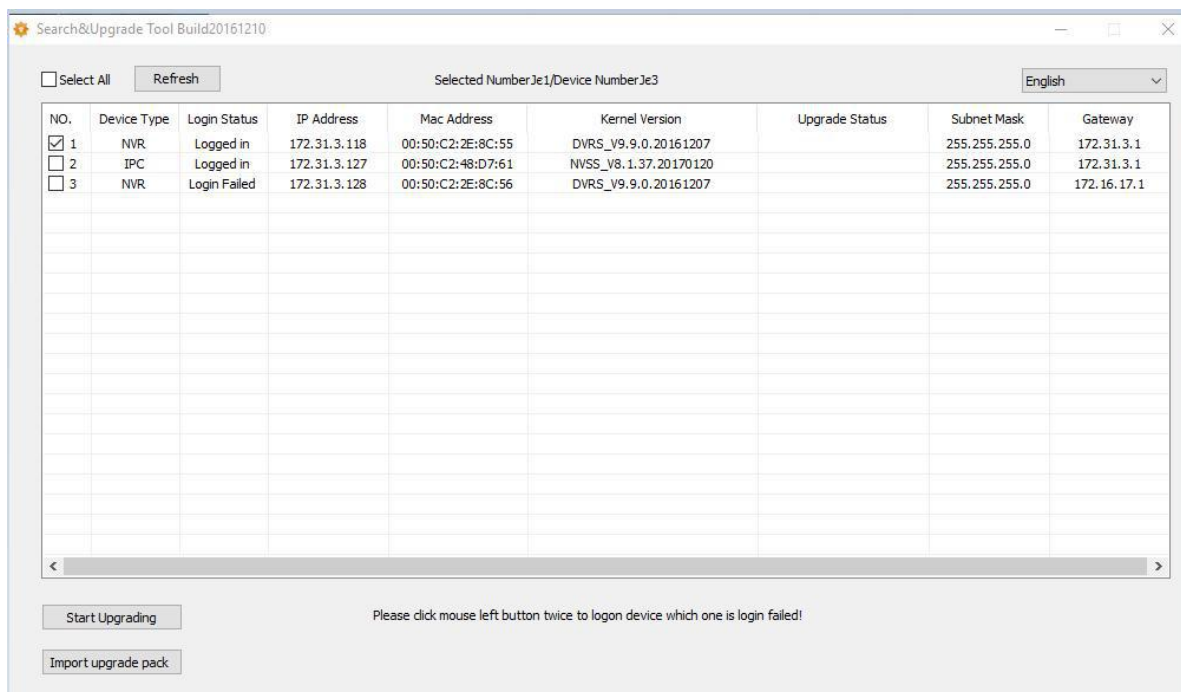 Search&Upgrade Tool Build20161210
Select All Refresh Selected NumberJe1/Device NumberJe3 English
NO. Device Type Login Status IP Address Mac Address Kernel Version Upgrade Status Subnet Mask Gateway
1 NVR Logged in 172.31.3.118 00:50:C2:2E:8C:55 DVRS_V9.9.0.20161207 255.255.255.0 172.31.3.1
2 IPC Logged in 172.31.3.127 00:50:C2:48:D7:61 NVSS_V8.1.37.20170120 255.255.255.0 172.31.3.1
3 NVR Login Failed 172.31.3.128 00:50:C2:2E:8C:56 DVRS_V9.9.0.20161207 255.255.255.0 172.16.17.1
Start Upgrading Please click mouse left button twice to logon device which one is login failed!
Import upgrade pack